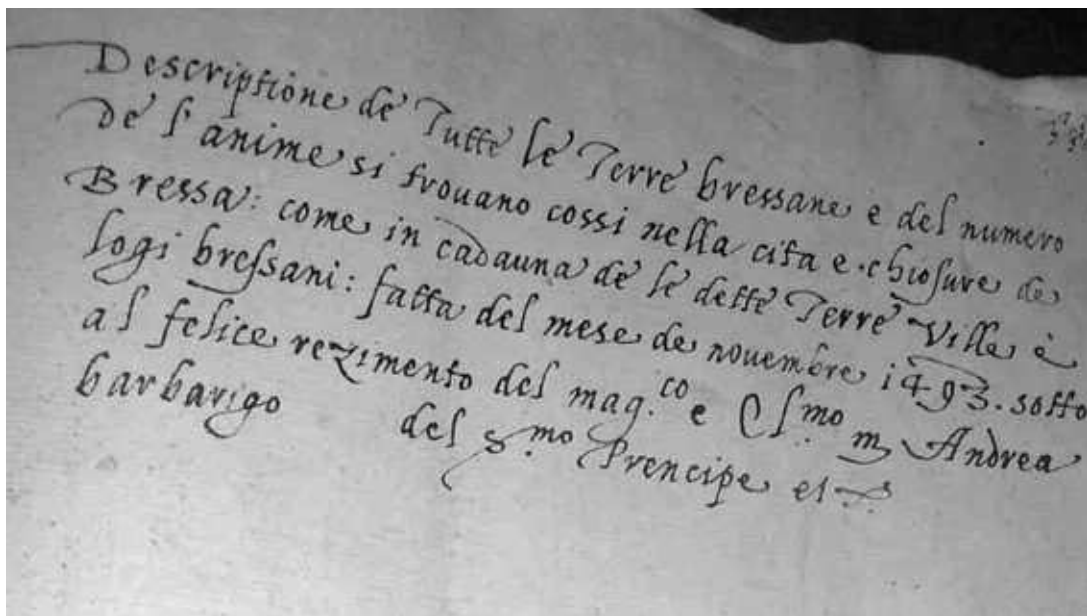 Descriptione de Tutte le Terre bressane e del numero
de l'anime si trouano cossi nella cita e chiosure de
Bressa: come in cadauna de le dette Terre Ville è
logi bressani: fatta del mese de nouembre i493. sotto
al felice rezimento del mag.co e Cl.mo m Andrea
barbarigo del s.mo Prencipe